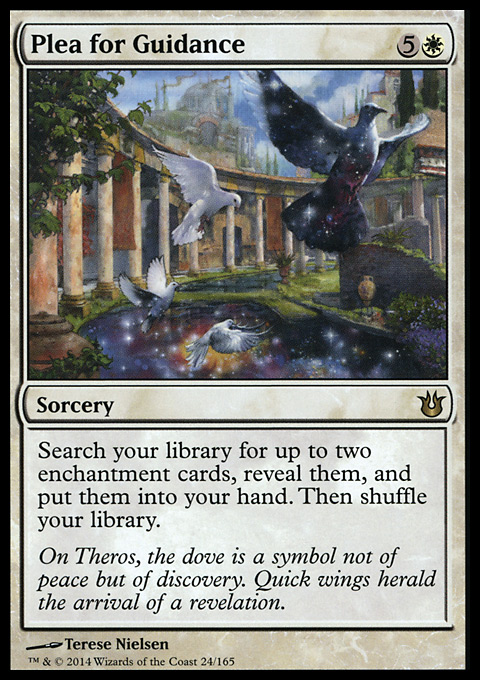 Plea for Guidance 5
Sorcery
Search your library for up to two
enchantment cards, reveal them, and
put them into your hand. Then shuffle
your library.
On Theros, the dove is a symbol not of
peace but of discovery. Quick wings herald
the arrival of a revelation.
Terese Nielsen
™ & © 2014 Wizards of the Coast 24/165